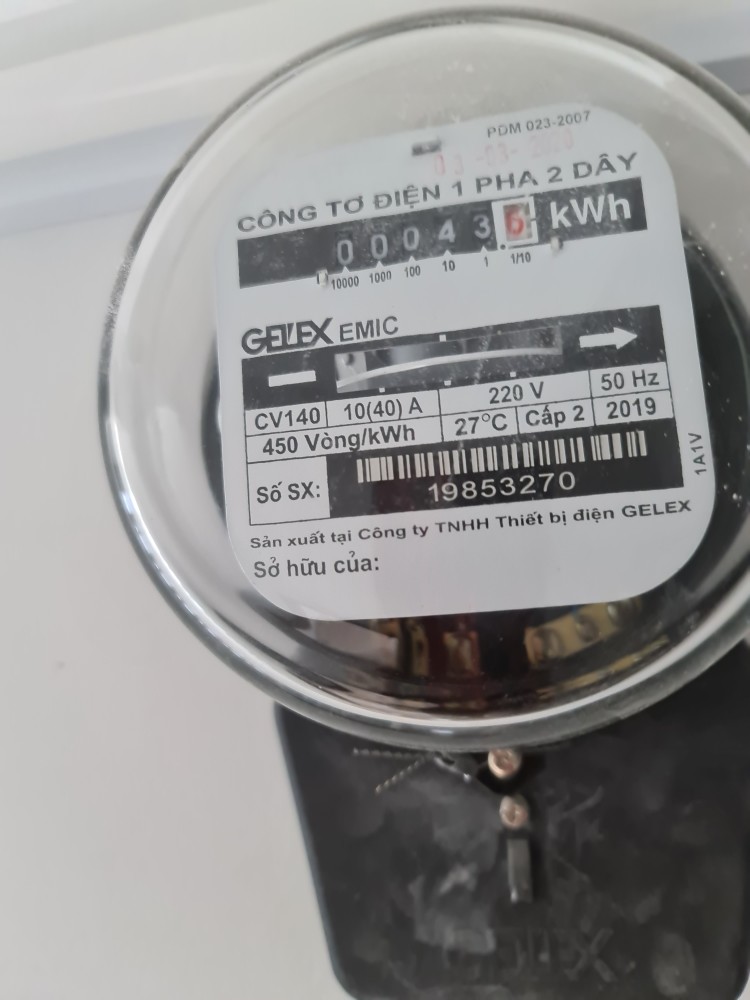 PDM 023-2007
CÔNG TƠ ĐIỆN 1 PHA 2 DÂY
0 0 0 4 3 6 kWh
10000 1000 100 10 1 1/10
GELEX EMIC
CV140 10(40) A 220 V 50 Hz
450 Vòng/kWh 27°C Cấp 2 2019
Số SX: 19853270
1A1V
Sản xuất tại Công ty TNHH Thiết bị điện GELEX
Sở hữu của:
GELEX